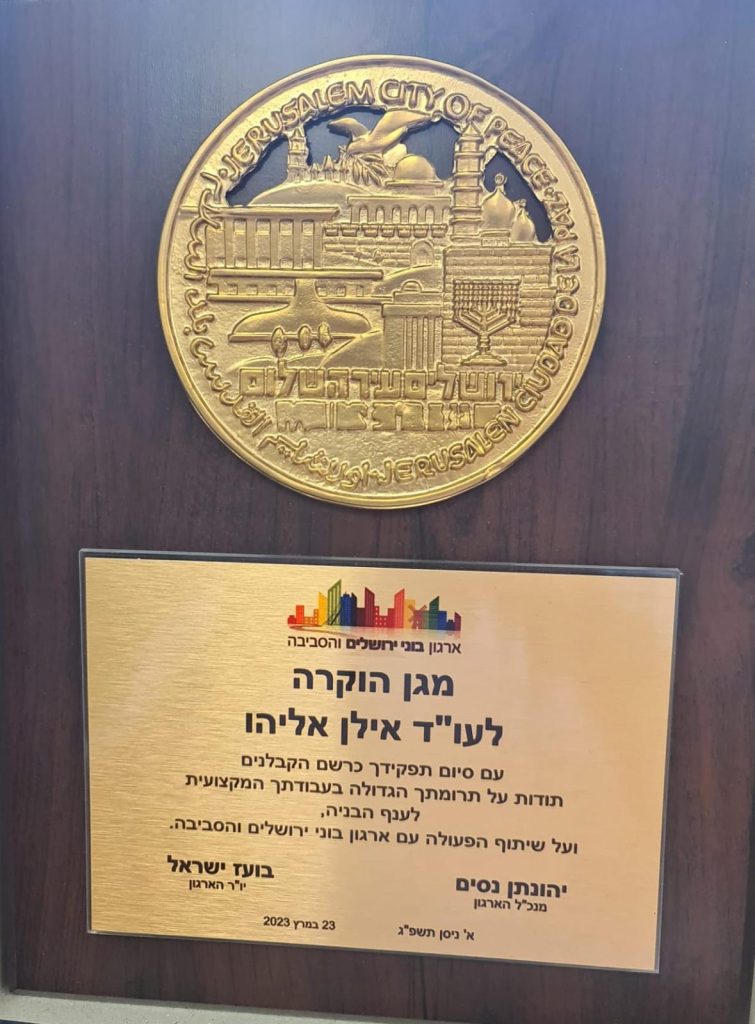 JERUSALEM CITY OF PEACE
JERUSALEN CIUDAD DE LA PAZ
ירושלים עיר השלום
ארגון בוני ירושלים והסביבה
מגן הוקרה
לעו"ד אילן אליהו
עם סיום תפקידך כרשם הקבלנים
תודות על תרומתך הגדולה בעבודתך המקצועית
לענף הבניה,
ועל שיתוף הפעולה עם ארגון בוני ירושלים והסביבה.
יהונתן נסים
מנכ"ל הארגון
בועז ישראל
יו"ר הארגון
א' ניסן תשפ"ג
23 במרץ 2023